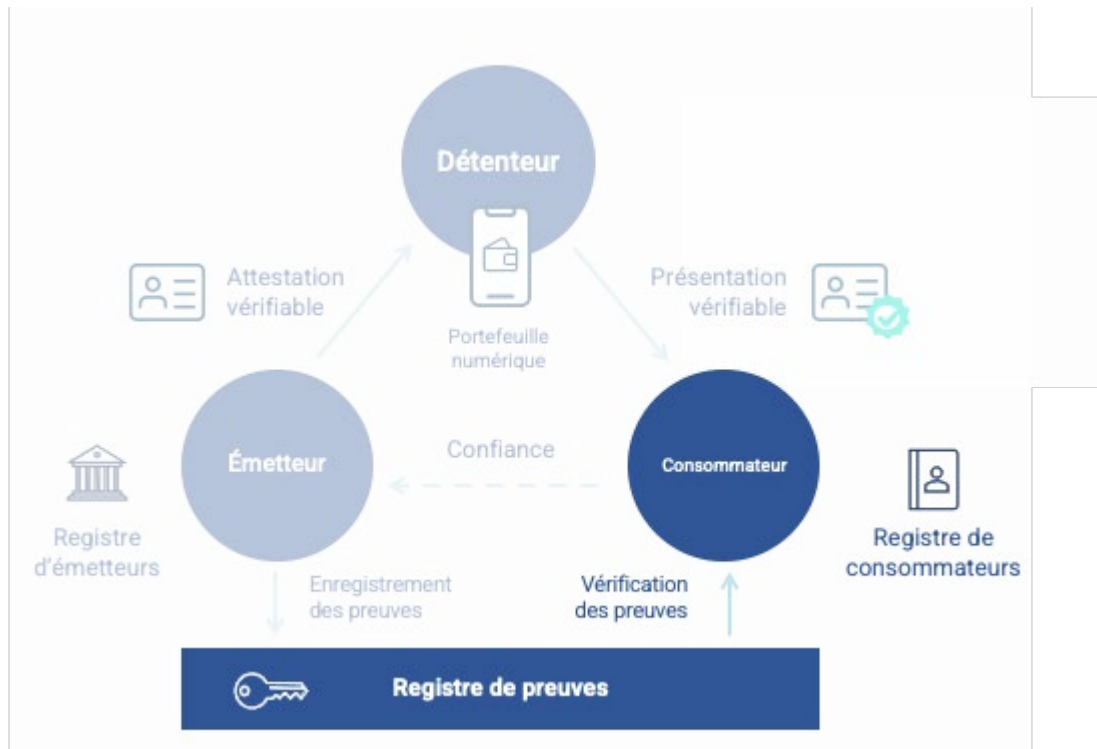 Détenteur
Attestation
vérifiable
Présentation
vérifiable
Portefeuille
numérique
Émetteur
Confiance
Consommateur
Registre
d'émetteurs
Registre de
consommateurs
Enregistrement
des preuves
Vérification
des preuves
Registre de preuves